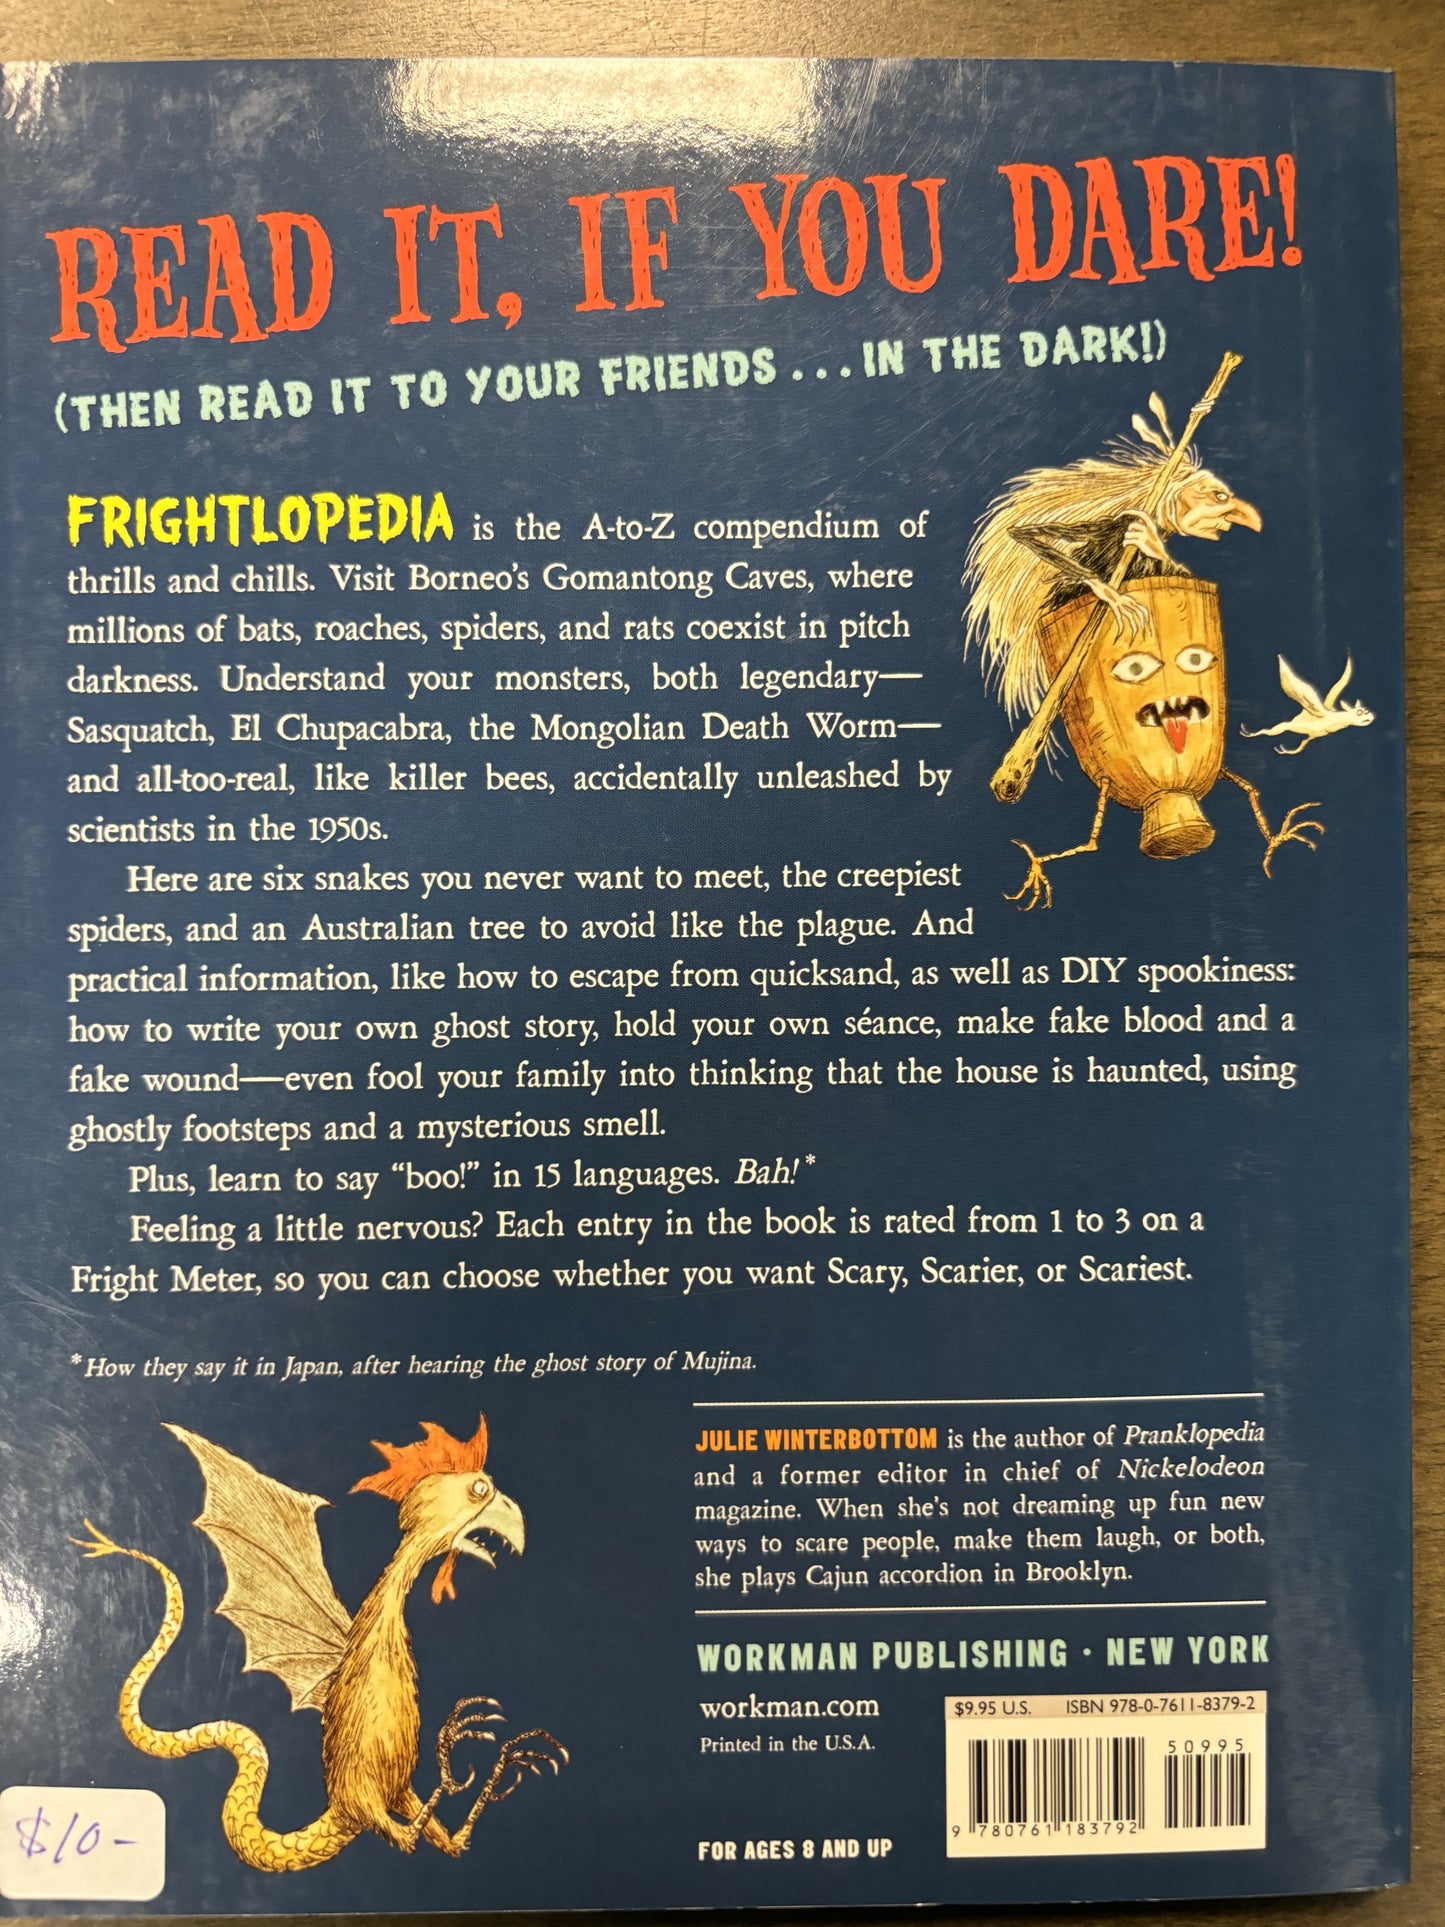 READ IT, IF YOU DARE!
(THEN READ IT TO YOUR FRIENDS . . . IN THE DARK!)
FRIGHTLOPEDIA is the A-to-Z compendium of
thrills and chills. Visit Borneo's Gomantong Caves, where
millions of bats, roaches, spiders, and rats coexist in pitch
darkness. Understand your monsters, both legendary—
Sasquatch, El Chupacabra, the Mongolian Death Worm—
and all-too-real, like killer bees, accidentally unleashed by
scientists in the 1950s.
Here are six snakes you never want to meet, the creepiest
spiders, and an Australian tree to avoid like the plague. And
practical information, like how to escape from quicksand, as well as DIY spookiness:
how to write your own ghost story, hold your own séance, make fake blood and a
fake wound—even fool your family into thinking that the house is haunted, using
ghostly footsteps and a mysterious smell.
Plus, learn to say “boo!” in 15 languages. Bah!*
Feeling a little nervous? Each entry in the book is rated from 1 to 3 on a
Fright Meter, so you can choose whether you want Scary, Scarier, or Scariest.
*How they say it in Japan, after hearing the ghost story of Mujina.
JULIE WINTERBOTTOM is the author of Pranklopedia
and a former editor in chief of Nickelodeon
magazine. When she's not dreaming up fun new
ways to scare people, make them laugh, or both,
she plays Cajun accordion in Brooklyn.
WORKMAN PUBLISHING • NEW YORK
workman.com
Printed in the U.S.A.
$9.95 U.S. ISBN 978-0-7611-8379-2
50995
9 780761 183792
FOR AGES 8 AND UP
$10-